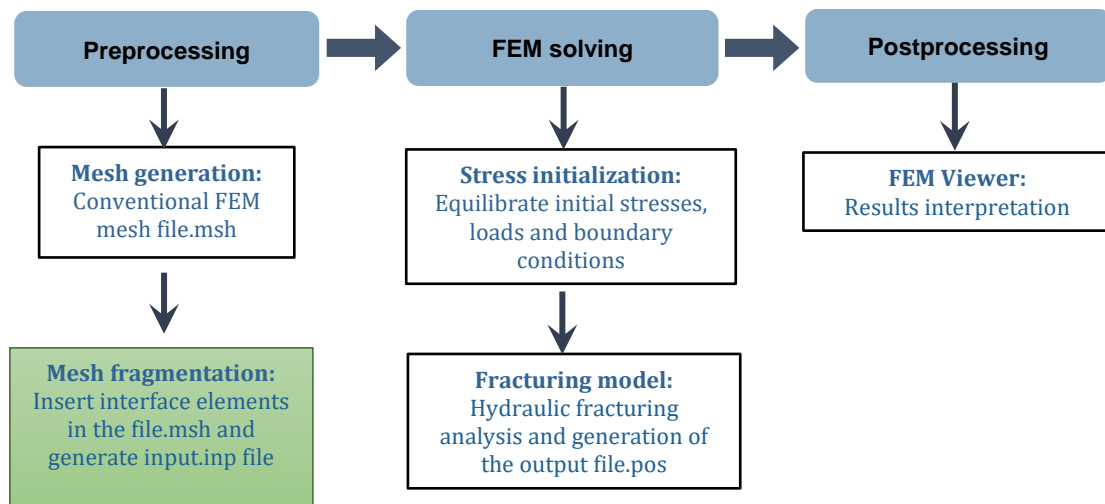 Preprocessing
FEM solving
Postprocessing
Mesh generation:
Conventional FEM
mesh file.msh
Stress initialization:
Equilibrate initial stresses,
loads and boundary
conditions
FEM Viewer:
Results interpretation
Mesh fragmentation:
Insert interface elements
in the file.msh and
generate input.inp file
Fracturing model:
Hydraulic fracturing
analysis and generation of
the output file.pos